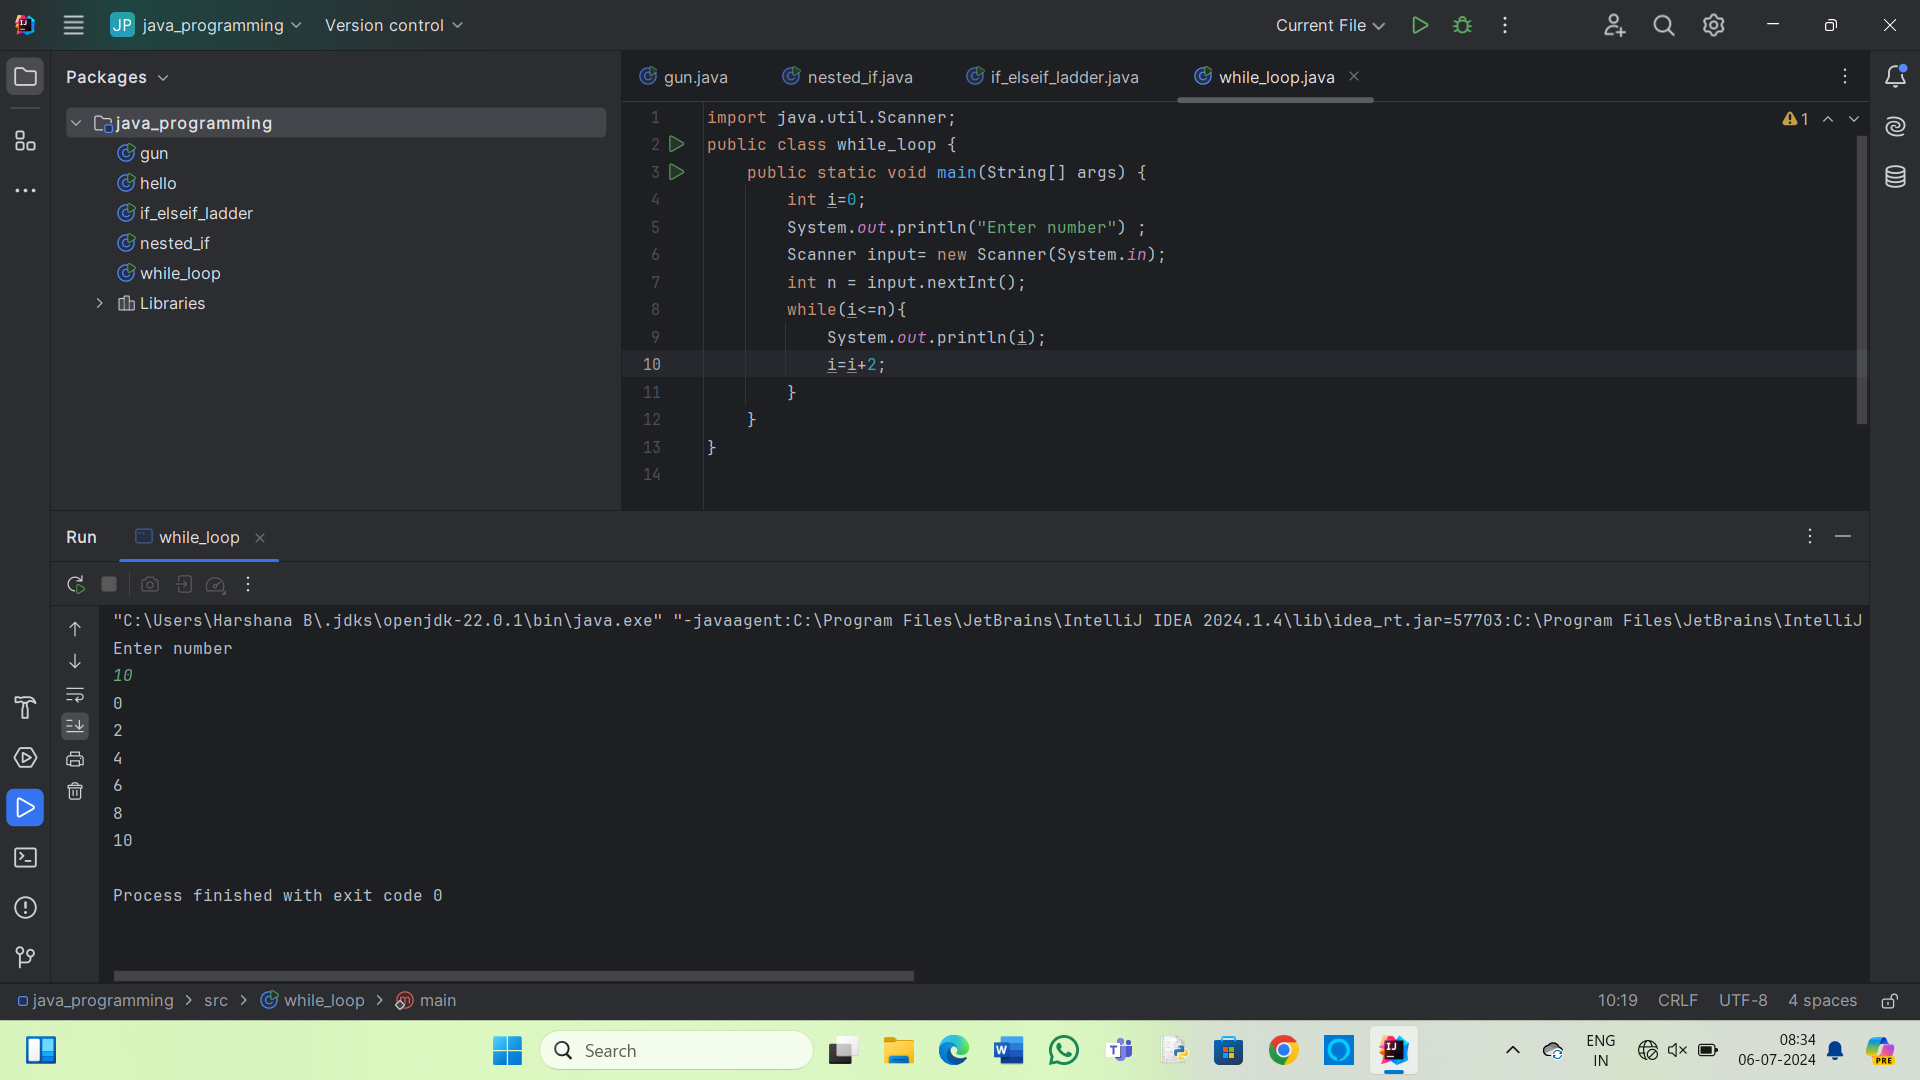 JP java_programming Version control Current File
Packages
java_programming
gun
hello
if_elseif_ladder
nested_if
while_loop
Libraries
gun.java nested_if.java if_elseif_ladder.java while_loop.java
1 import java.util.Scanner; 1
2 public class while_loop {
3 public static void main(String[] args) {
4 int i=0;
5 System.out.println("Enter number") ;
6 Scanner input= new Scanner(System.in);
7 int n = input.nextInt();
8 while(i<=n){
9 System.out.println(i);
10 i=i+2;
11 }
12 }
13 }
14
Run while_loop
"C:\Users\Harshana B\.jdks\openjdk-22.0.1\bin\java.exe" "-javaagent:C:\Program Files\JetBrains\IntelliJ IDEA 2024.1.4\lib\idea_rt.jar=57703:C:\Program Files\JetBrains\IntelliJ
Enter number
10
0
2
4
6
8
10
Process finished with exit code 0
java_programming > src > while_loop > main 10:19 CRLF UTF-8 4 spaces
Search ENG 08:34
IN 06-07-2024